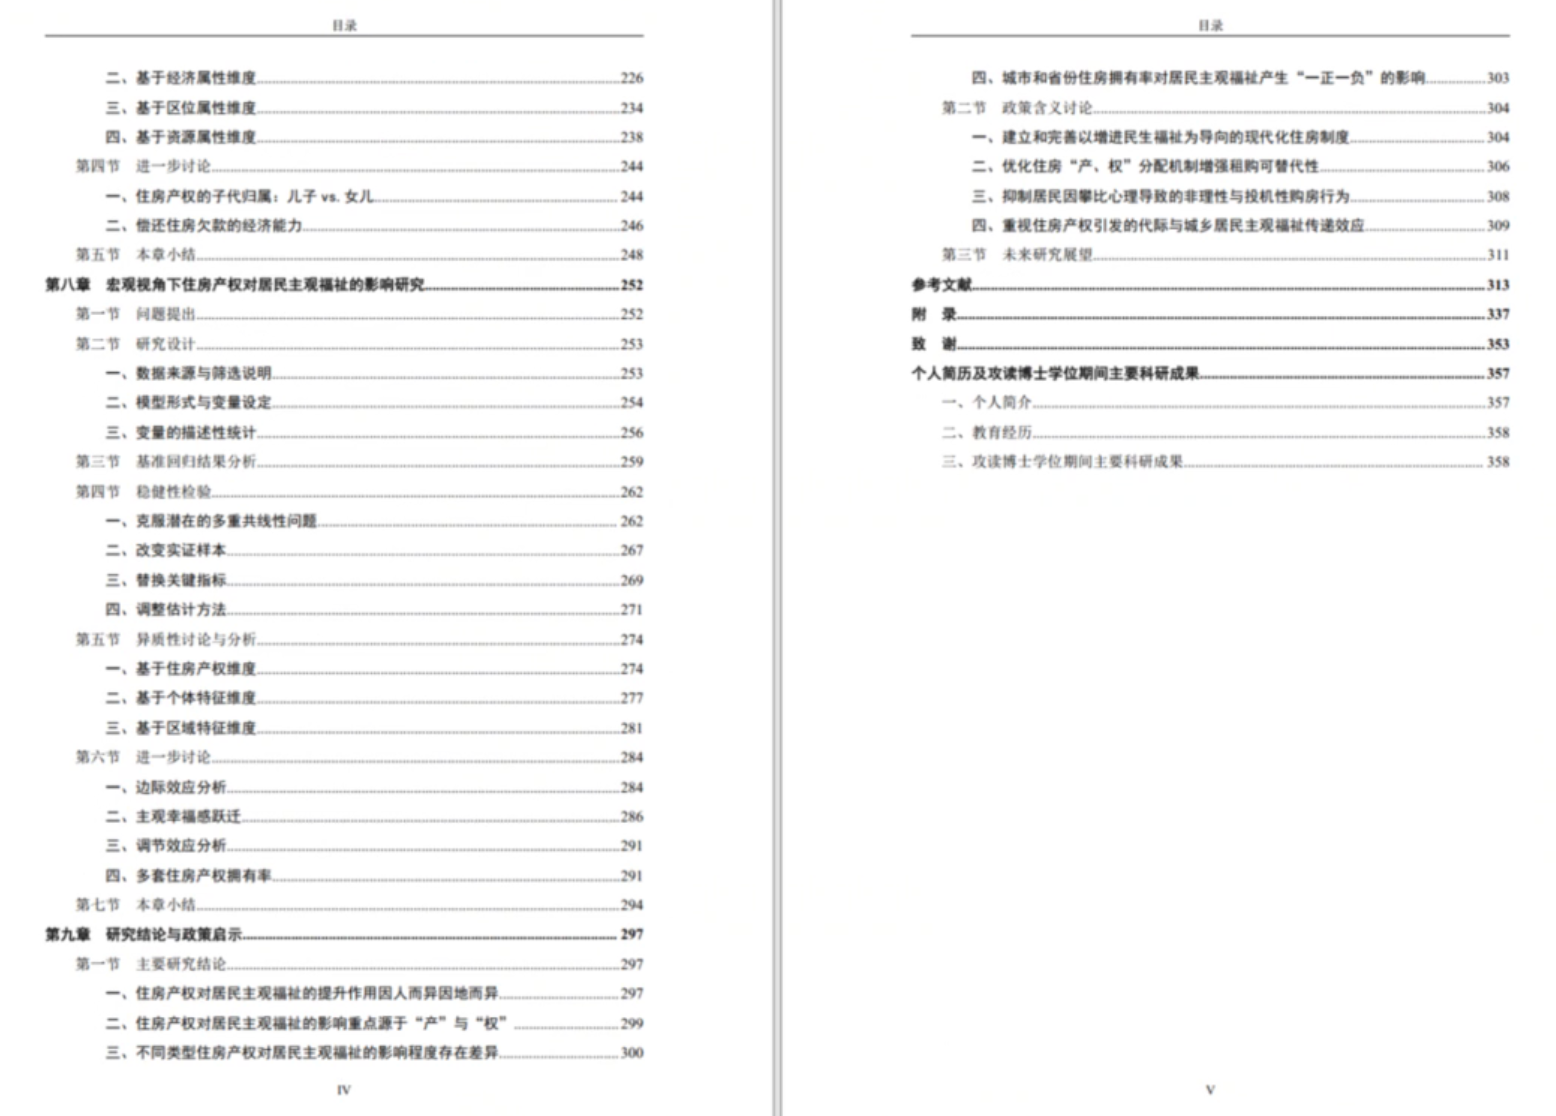 目录
二、基于经济属性维度 226
三、基于区位属性维度 234
四、基于资源属性维度 238
第四节 进一步讨论 244
一、住房产权的子代归属：儿子 vs. 女儿 244
二、偿还住房欠款的经济能力 246
第五节 本章小结 248
第八章 宏观视角下住房产权对居民主观福祉的影响研究 252
第一节 问题提出 252
第二节 研究设计 253
一、数据来源与筛选说明 253
二、模型形式与变量设定 254
三、变量的描述性统计 256
第三节 基准回归结果分析 259
第四节 稳健性检验 262
一、克服潜在的多重共线性问题 262
二、改变实证样本 267
三、替换关键指标 269
四、调整估计方法 271
第五节 异质性讨论与分析 274
一、基于住房产权维度 274
二、基于个体特征维度 277
三、基于区域特征维度 281
第六节 进一步讨论 284
一、边际效应分析 284
二、主观幸福感跃迁 286
三、调节效应分析 291
四、多套住房产权拥有率 291
第七节 本章小结 294
第九章 研究结论与政策启示 297
第一节 主要研究结论 297
一、住房产权对居民主观福祉的提升作用因人而异因地而异 297
二、住房产权对居民主观福祉的影响重点源于“产”与“权” 299
三、不同类型住房产权对居民主观福祉的影响程度存在差异 300
IV
目录
四、城市和省份住房拥有率对居民主观福祉产生“一正一负”的影响 303
第二节 政策含义讨论 304
一、建立和完善以增进民生福祉为导向的现代化住房制度 304
二、优化住房“产、权”分配机制增强租购可替代性 306
三、抑制居民因攀比心理导致的非理性与投机性购房行为 308
四、重视住房产权引发的代际与城乡居民主观福祉传递效应 309
第三节 未来研究展望 311
参考文献 313
附 录 337
致 谢 353
个人简历及攻读博士学位期间主要科研成果 357
一、个人简介 357
二、教育经历 358
三、攻读博士学位期间主要科研成果 358
V